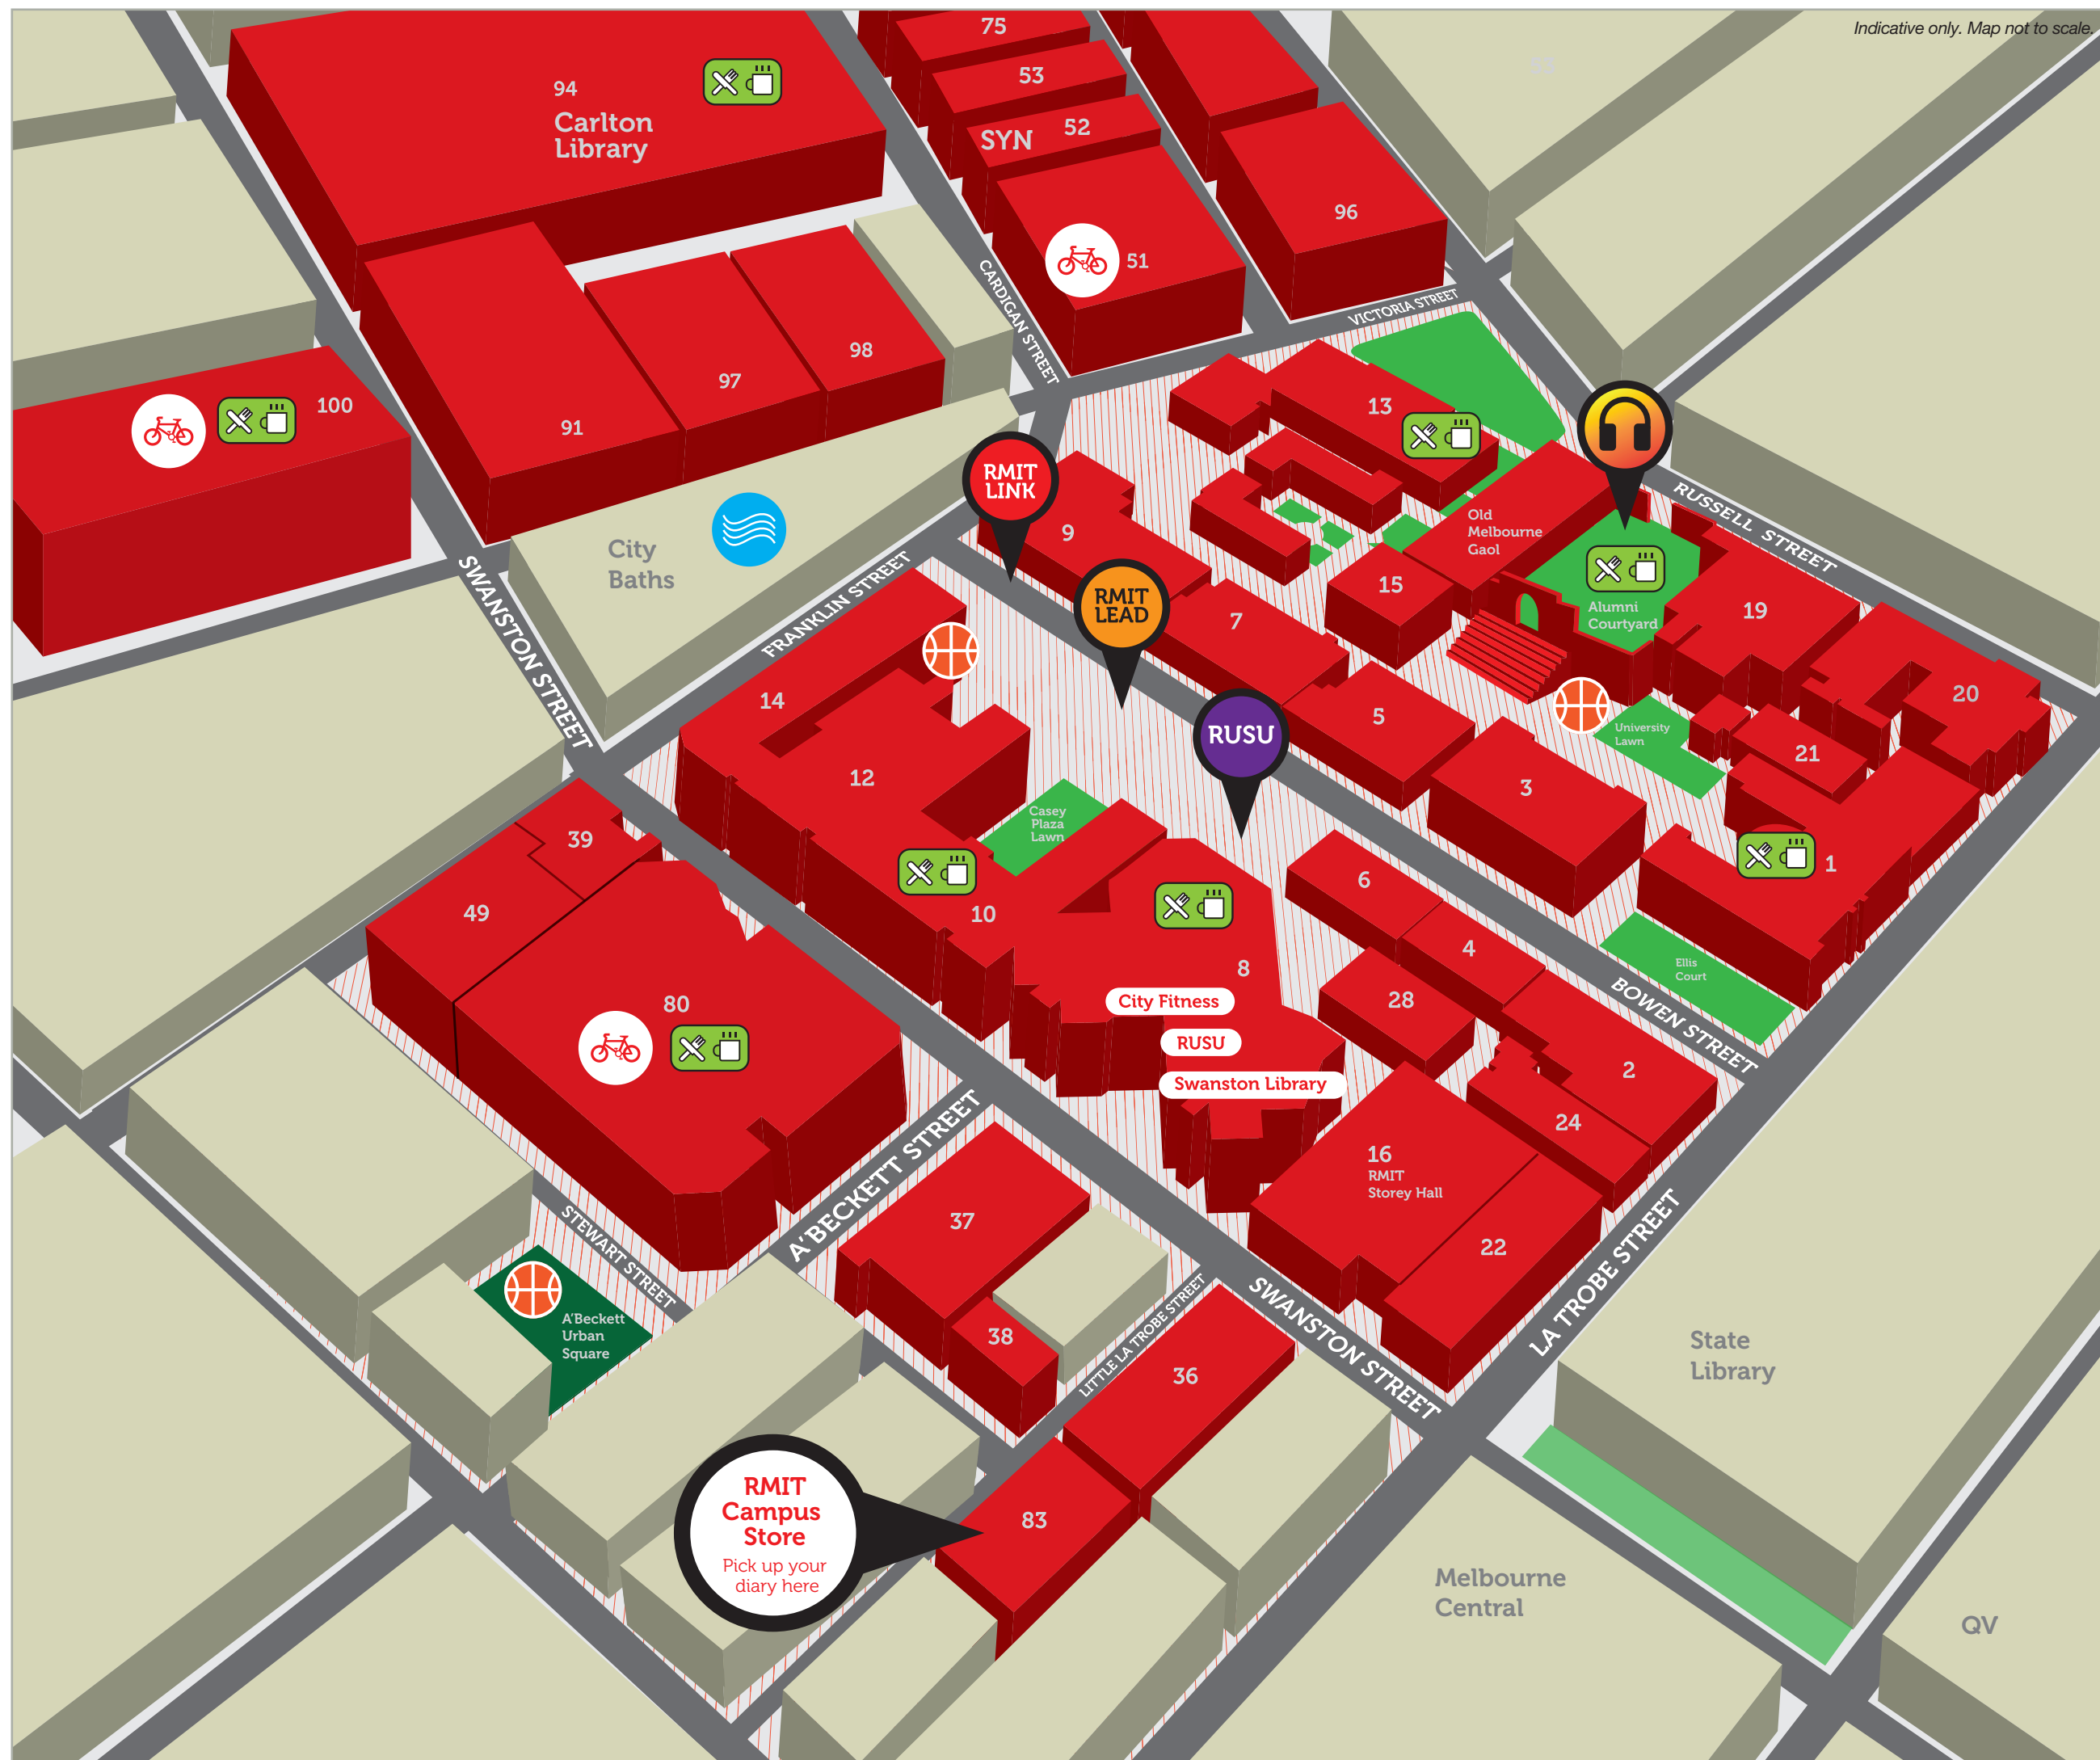 Indicative only. Map not to scale.
75
53
52
SYN
94
Carlton
Library
51
96
CARDIGAN STREET
VICTORIA STREET
98
97
91
100
13
RMIT
LINK
9
Old
Melbourne
Gaol
RUSSELL STREET
City
Baths
FRANKLIN STREET
SWANSTON STREET
RMIT
LEAD
7
15
Alumni
Courtyard
19
20
14
5
RUSU
University
Lawn
21
12
3
Casey
Plaza
Lawn
39
49
10
6
1
4
8
Ellis
Court
80
City Fitness
28
RUSU
Swanston Library
BOWEN STREET
2
24
16
RMIT
Storey Hall
22
A'BECKETT STREET
37
STEWART STREET
A'Beckett
Urban
Square
38
LITTLE LA TROBE STREET
36
SWANSTON STREET
LA TROBE STREET
State
Library
RMIT
Campus
Store
Pick up your
diary here
83
Melbourne
Central
QV